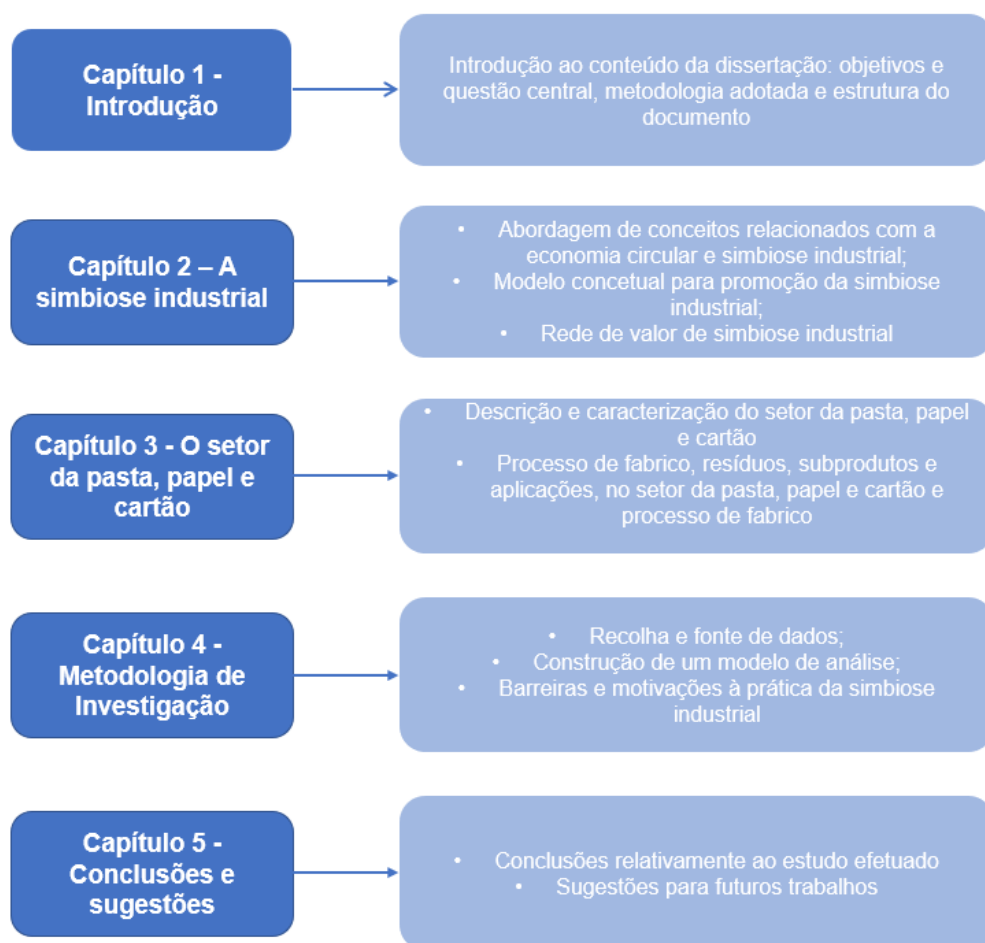 Capítulo 1 -
Introdução
Introdução ao conteúdo da dissertação: objetivos e
questão central, metodologia adotada e estrutura do
documento
Capítulo 2 – A
simbiose industrial
• Abordagem de conceitos relacionados com a
economia circular e simbiose industrial;
• Modelo concetual para promoção da simbiose
industrial;
• Rede de valor de simbiose industrial
Capítulo 3 - O setor
da pasta, papel e
cartão
• Descrição e caracterização do setor da pasta, papel
e cartão
• Processo de fabrico, resíduos, subprodutos e
aplicações, no setor da pasta, papel e cartão e
processo de fabrico
Capítulo 4 -
Metodologia de
Investigação
• Recolha e fonte de dados;
• Construção de um modelo de análise;
• Barreiras e motivações à prática da simbiose
industrial
Capítulo 5 -
Conclusões e
sugestões
• Conclusões relativamente ao estudo efetuado
• Sugestões para futuros trabalhos